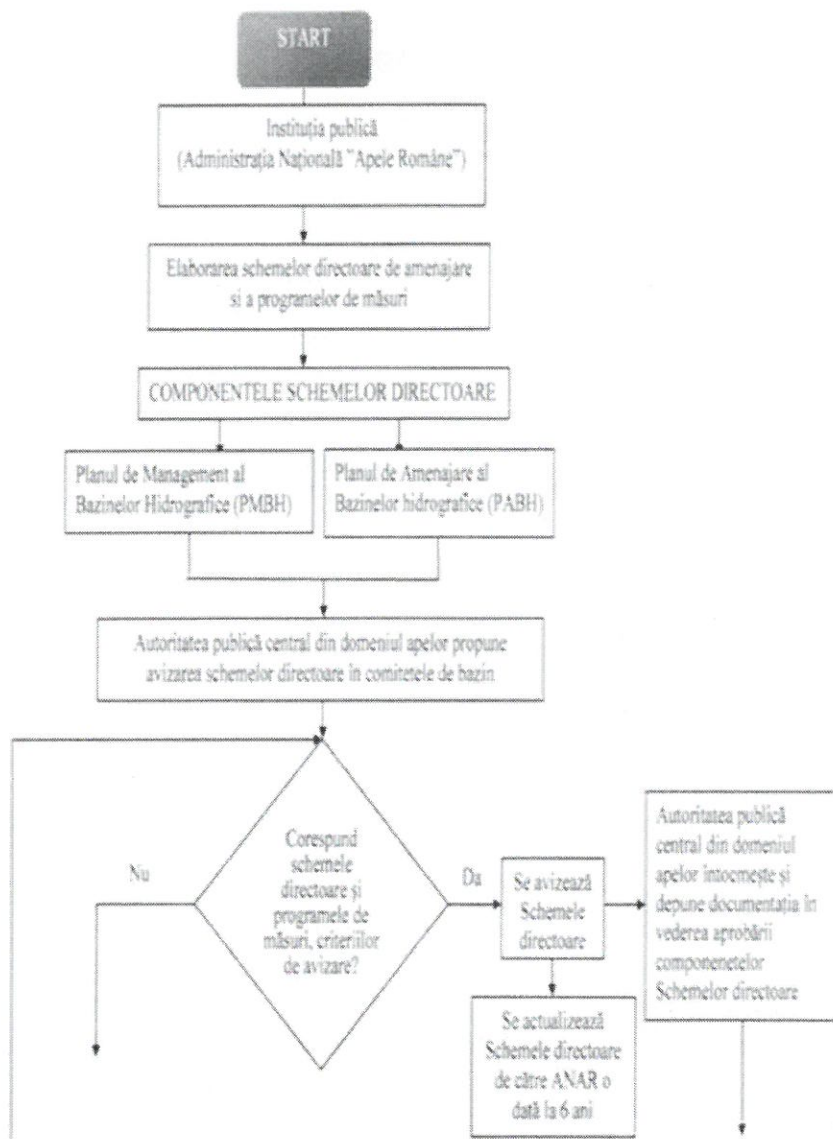 START
Instituția publică
(Administrația Națională "Apele Române")
Elaborarea schemelor directoare de amenajare
si a programelor de măsuri
COMPONENTELE SCHEMELOR DIRECTOARE
Planul de Management al
Bazinelor Hidrografice (PMBH)
Planul de Amenajare al
Bazinelor hidrografice (PABH)
Autoritatea publică central din domeniul apelor propune
avizarea schemelor directoare în comitetele de bazin
Corespund
schemele
directoare și
programele de
măsuri, criteriilor
de avizare?
Nu
Da
Se avizează
Schemele
directoare
Autoritatea publică
central din domeniul
apelor întocmește și
depune documentația în
vederea aprobării
componenetelor
Schemelor directoare
Se actualizează
Schemele directoare
de către ANAR o
dată la 6 ani